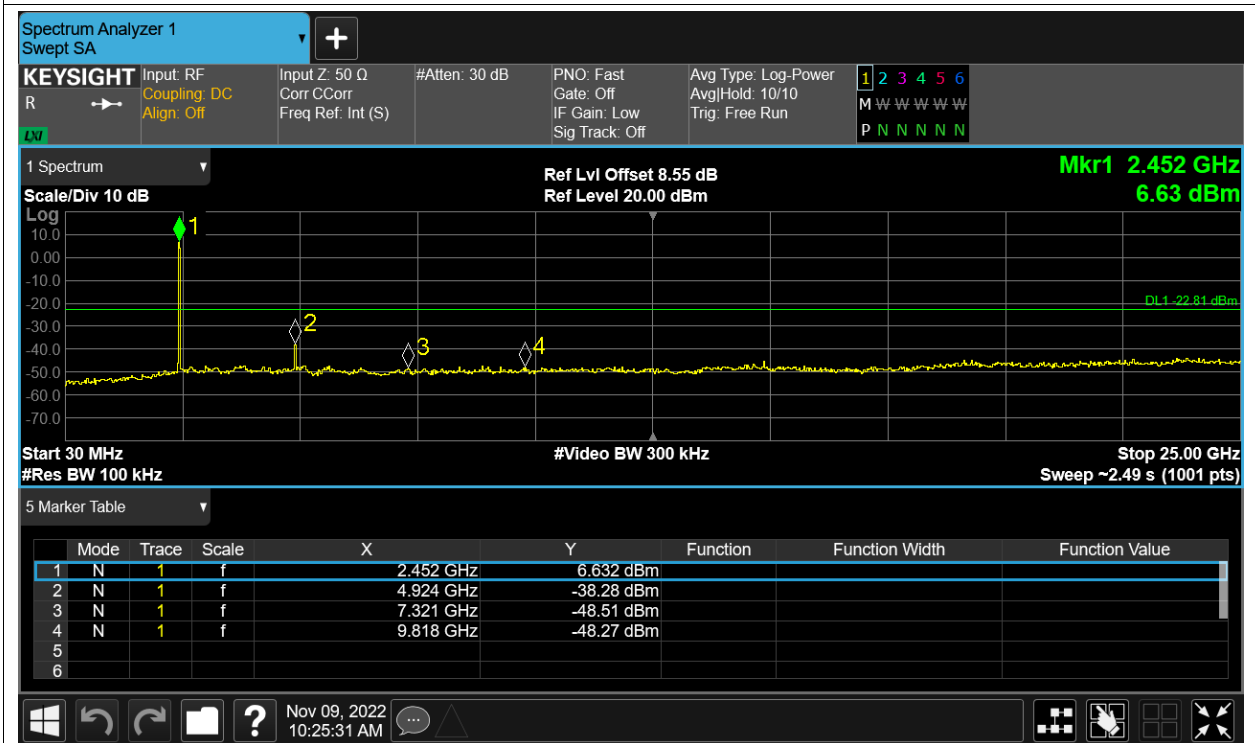 Spectrum Analyzer 1
Swept SA
KEYSIGHT
R
LXI
Input: RF
Coupling: DC
Align: Off
Input Z: 50 Ω
Corr CCorr
Freq Ref: Int (S)
#Atten: 30 dB
PNO: Fast
Gate: Off
IF Gain: Low
Sig Track: Off
Avg Type: Log-Power
Avg|Hold: 10/10
Trig: Free Run
1 2 3 4 5 6
M W W W W W
P N N N N N
1 Spectrum
Scale/Div 10 dB
Ref Lvl Offset 8.55 dB
Ref Level 20.00 dBm
Mkr1 2.452 GHz
6.63 dBm
Log
10.0
0.00
-10.0
-20.0
-30.0
-40.0
-50.0
-60.0
-70.0
1
2
3
4
DL1 -22.81 dBm
Start 30 MHz
#Res BW 100 kHz
#Video BW 300 kHz
Stop 25.00 GHz
Sweep ~2.49 s (1001 pts)
5 Marker Table
Mode Trace Scale X Y Function Function Width Function Value
1 N 1 f 2.452 GHz 6.632 dBm
2 N 1 f 4.924 GHz -38.28 dBm
3 N 1 f 7.321 GHz -48.51 dBm
4 N 1 f 9.818 GHz -48.27 dBm
5
6
Nov 09, 2022
10:25:31 AM